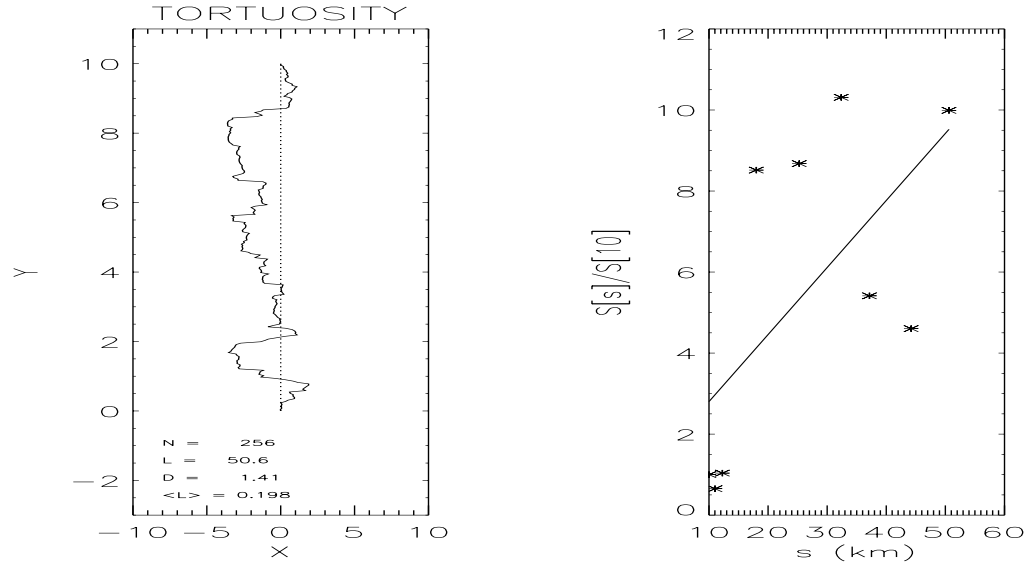 TORTUOSITY
10
8
6
4
2
0
−2
Y
N = 256
L = 50.6
D = 1.41
<L> = 0.198
−10 −5 0 5 10
X
12
10
8
6
4
2
0
S[s]/S[10]
10 20 30 40 50 60
s (km)